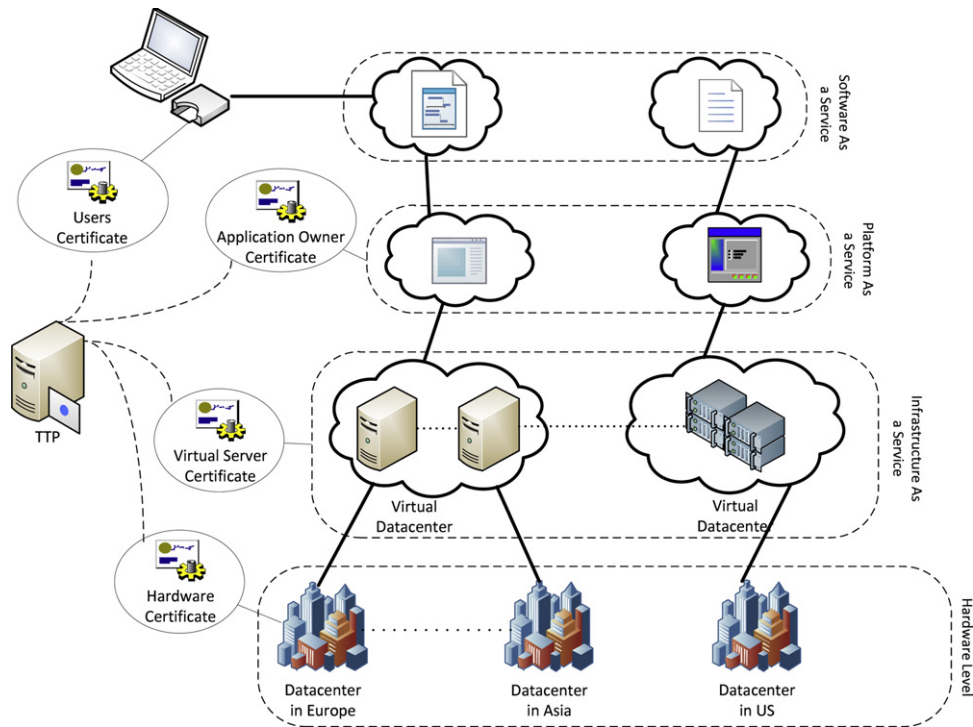 Software As
a Service
Users
Certificate
Application Owner
Certificate
Platform As
a Service
TTP
Virtual Server
Certificate
Virtual
Datacenter
Virtual
Datacenter
Infrastructure As
a Service
Hardware
Certificate
Datacenter
in Europe
Datacenter
in Asia
Datacenter
in US
Hardware Level